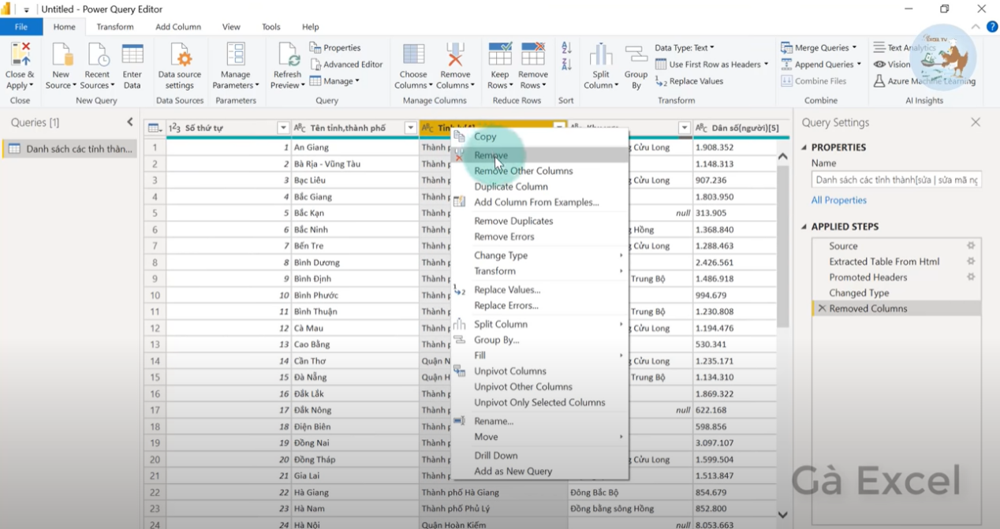 Untitled - Power Query Editor
File Home Transform Add Column View Tools Help
Close & Apply
New Source
Recent Sources
Enter Data
Data source settings
Manage Parameters
Refresh Preview
Properties
Advanced Editor
Manage
Choose Columns
Remove Columns
Keep Rows
Remove Rows
Split Column
Group By
Data Type: Text
Use First Row as Headers
Replace Values
Merge Queries
Append Queries
Combine Files
Text Analytics
Vision
Azure Machine Learning
EXCEL TV
Close New Query Data Sources Parameters Query Manage Columns Reduce Rows Sort Transform Combine AI Insights
Queries [1]
Danh sách các tỉnh thàn...
Số thứ tự Tên tỉnh,thành phố Dân số(người)[5]
1 1 An Giang Thành Cửu Long 1.908.352
2 2 Bà Rịa - Vũng Tàu Thành 1.148.313
3 3 Bạc Liêu Thành Cửu Long 907.236
4 4 Bắc Giang Thành 1.803.950
5 5 Bắc Kạn Thành null 313.905
6 6 Bắc Ninh Thành Hồng 1.368.840
7 7 Bến Tre Thành Cửu Long 1.288.463
8 8 Bình Dương Thành 2.426.561
9 9 Bình Định Thành Trung Bộ 1.486.918
10 10 Bình Phước Thành 994.679
11 11 Bình Thuận Thành Trung Bộ 1.230.808
12 12 Cà Mau Thành Cửu Long 1.194.476
13 13 Cao Bằng Thành 530.341
14 14 Cần Thơ Quận N Cửu Long 1.235.171
15 15 Đà Nẵng Quận H Trung Bộ 1.134.310
16 16 Đắk Lắk Thành 1.869.322
17 17 Đắk Nông Thành null 622.168
18 18 Điện Biên Thành 598.856
19 19 Đồng Nai Thành 3.097.107
20 20 Đồng Tháp Thành Cửu Long 1.599.504
21 21 Gia Lai Thành 1.513.847
22 22 Hà Giang Thành phố Hà Giang Đông Bắc Bộ 854.679
23 23 Hà Nam Thành phố Phủ Lý Đồng bằng sông Hồng 852.800
24 24 Hà Nội Quận Hoàn Kiếm null 8.053.663
Copy
Remove
Remove Other Columns
Duplicate Column
Add Column From Examples...
Remove Duplicates
Remove Errors
Change Type
Transform
Replace Values...
Replace Errors...
Split Column
Group By...
Fill
Unpivot Columns
Unpivot Other Columns
Unpivot Only Selected Columns
Rename...
Move
Drill Down
Add as New Query
Query Settings
PROPERTIES
Name
Danh sách các tỉnh thành[sửa | sửa mã ng
All Properties
APPLIED STEPS
Source
Extracted Table From Html
Promoted Headers
Changed Type
Removed Columns
Gà Excel